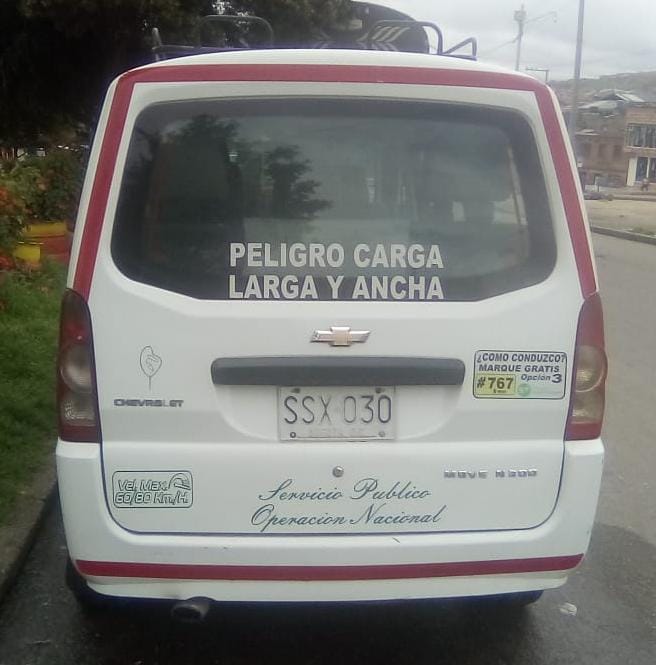 PELIGRO CARGA
LARGA Y ANCHA
¿COMO CONDUZCO?
MARQUE GRATIS
#767 Opción 3
CHEVROLET
SSX 030
MOVE N300
Vel. Max.
60/80 Km/H.
Servicio Publico
Operacion Nacional